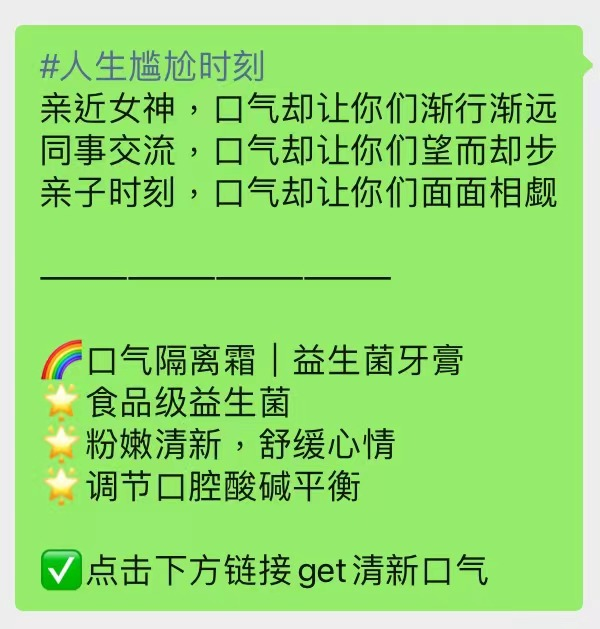 #人生尴尬时刻
亲近女神，口气却让你们渐行渐远
同事交流，口气却让你们望而却步
亲子时刻，口气却让你们面面相觑
————————————
🌈口气隔离霜｜益生菌牙膏
🌟食品级益生菌
🌟粉嫩清新，舒缓心情
🌟调节口腔酸碱平衡
✅点击下方链接get清新口气